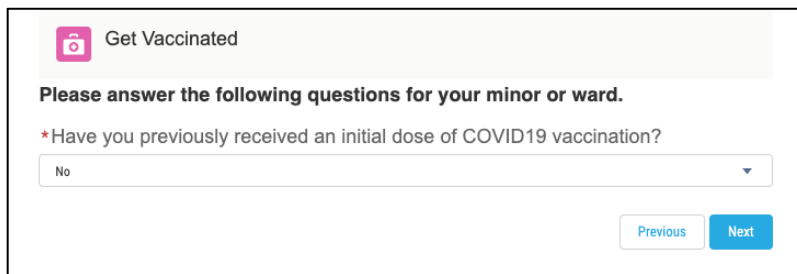 Get Vaccinated
Please answer the following questions for your minor or ward.
*Have you previously received an initial dose of COVID19 vaccination?
No
Previous Next